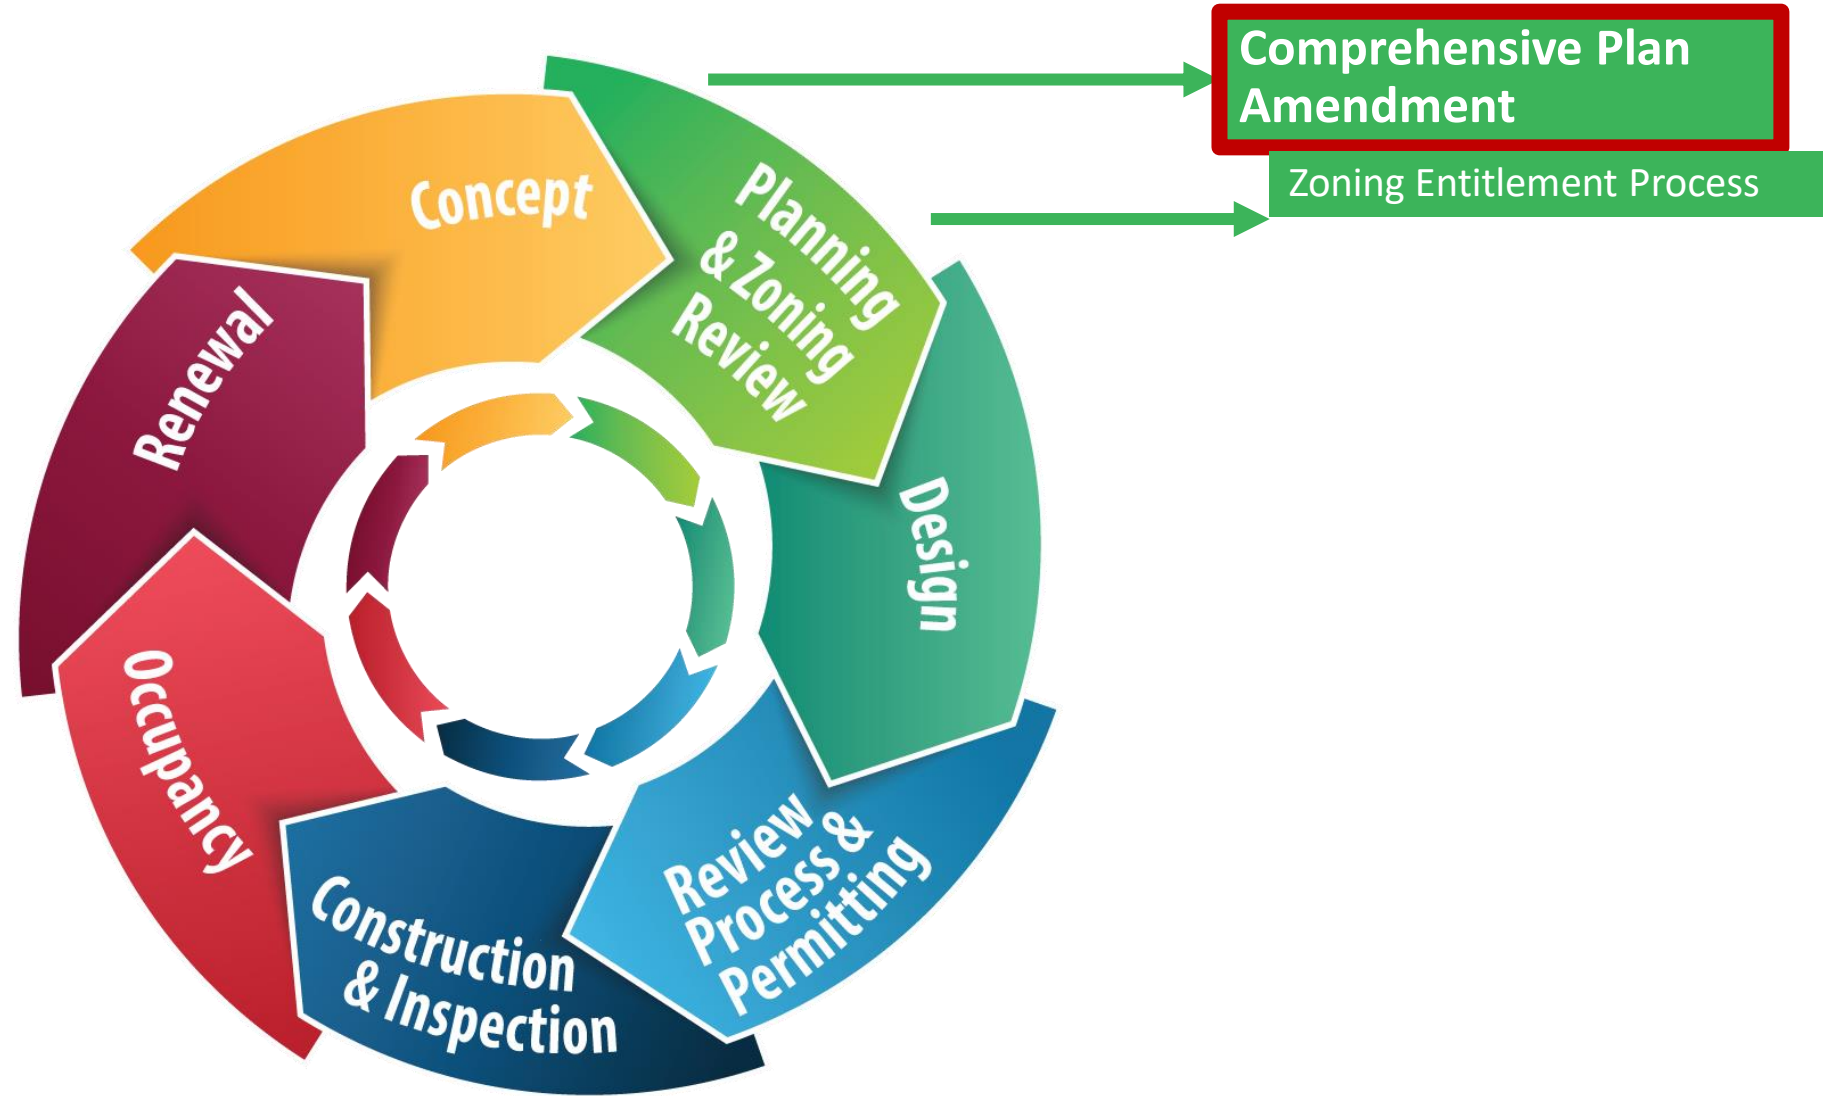 Comprehensive Plan
Amendment
Zoning Entitlement Process
Concept
Planning
& Zoning
Review
Design
Review
Process &
Permitting
Construction
& Inspection
Occupancy
Renewal